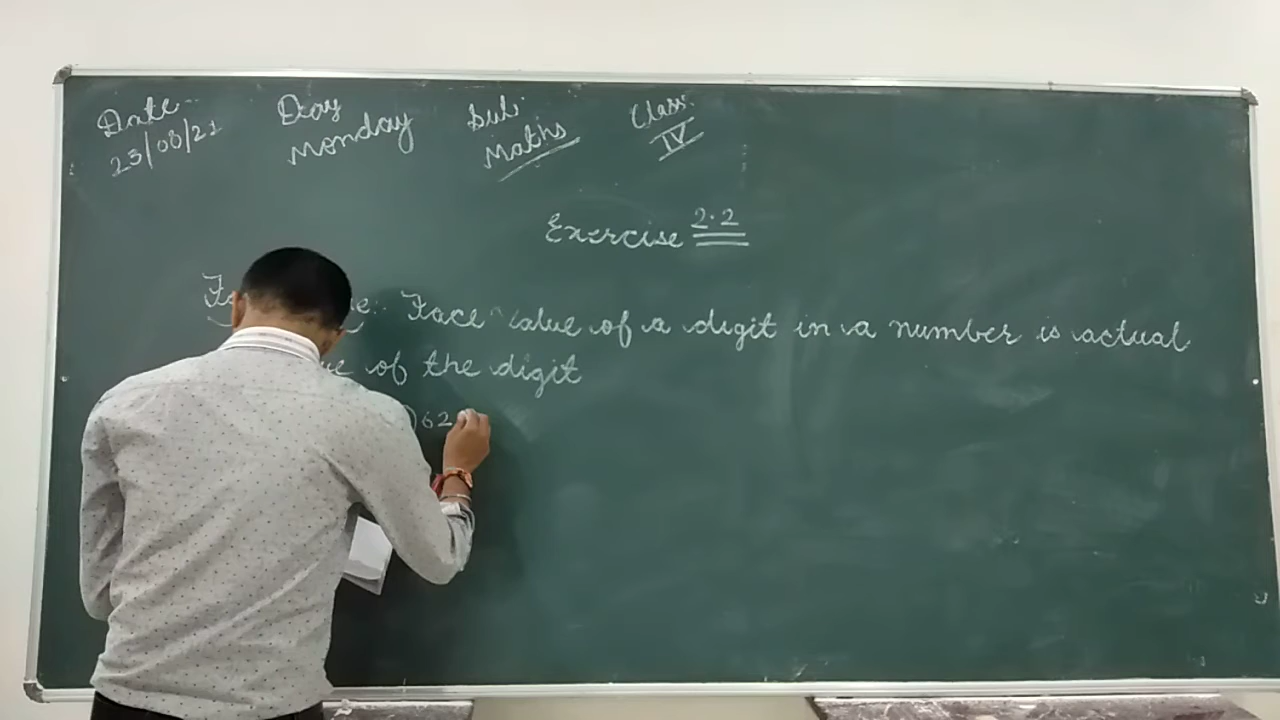 Date Day Sub: Class:
23/08/21 Monday Maths IV
Exercise 2.2
Face value of a digit in a number is actual
of the digit
) 62